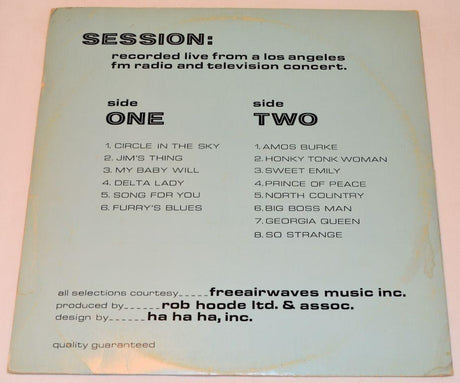 SESSION:
recorded live from a los angeles
fm radio and television concert.
side
ONE
1. CIRCLE IN THE SKY
2. JIM'S THING
3. MY BABY WILL
4. DELTA LADY
5. SONG FOR YOU
6. FURRY'S BLUES
side
TWO
1. AMOS BURKE
2. HONKY TONK WOMAN
3. SWEET EMILY
4. PRINCE OF PEACE
5. NORTH COUNTRY
6. BIG BOSS MAN
7. GEORGIA QUEEN
8. SO STRANGE
all selections courtesy_____freeairwaves music inc.
produced by______rob hoode ltd. & assoc.
design by______ha ha ha, inc.
quality guaranteed